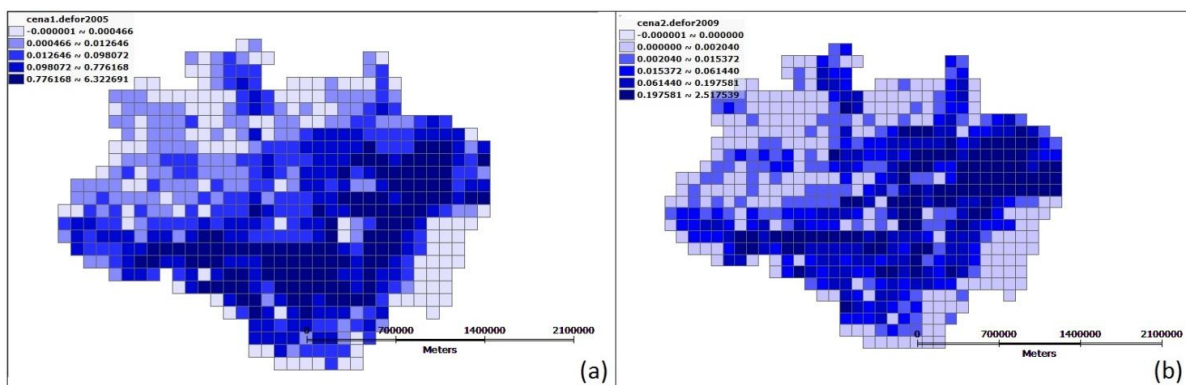 cena1.defor2005
-0.000001 ~ 0.000466
0.000466 ~ 0.012646
0.012646 ~ 0.098072
0.098072 ~ 0.776168
0.776168 ~ 6.322691
0 700000 1400000 2100000
Meters
(a)
cena2.defor2009
-0.000001 ~ 0.000000
0.000000 ~ 0.002040
0.002040 ~ 0.015372
0.015372 ~ 0.061440
0.061440 ~ 0.197581
0.197581 ~ 2.517539
0 700000 1400000 2100000
Meters
(b)